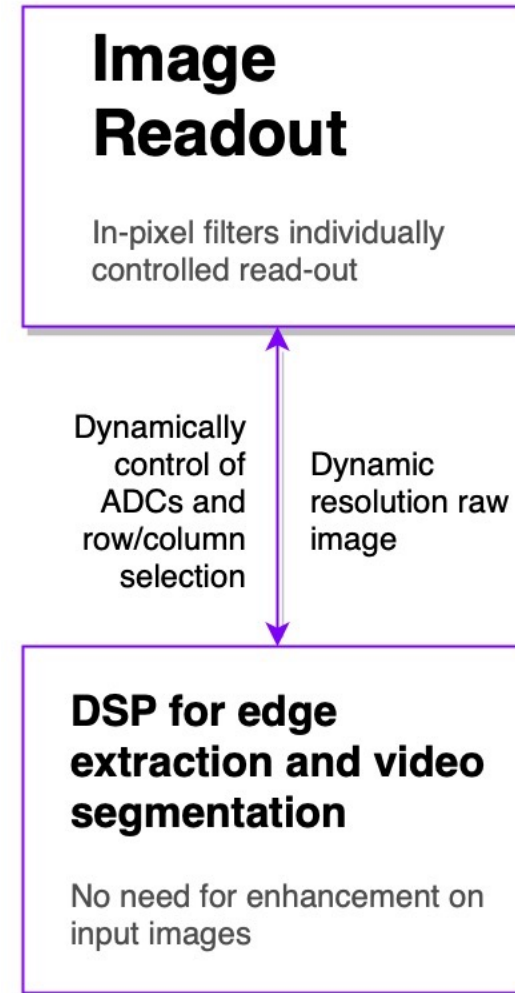 Image
Readout
In-pixel filters individually
controlled read-out
Dynamically
control of
ADCs and
row/column
selection
Dynamic
resolution raw
image
DSP for edge
extraction and video
segmentation
No need for enhancement on
input images